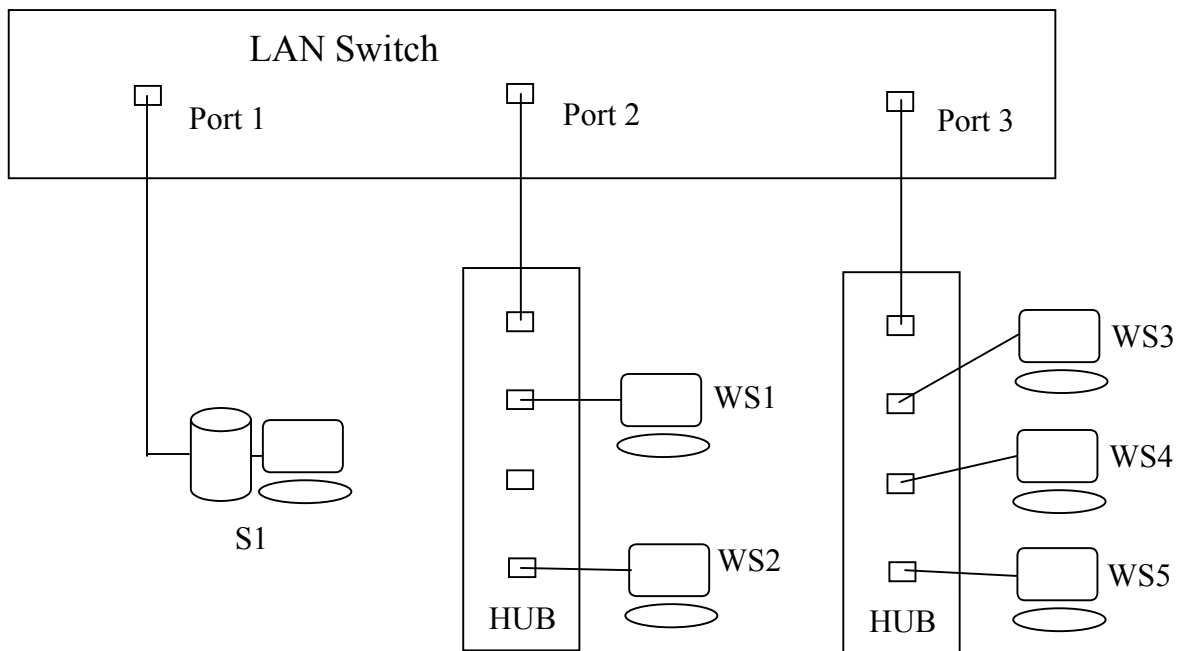 LAN Switch
Port 1
Port 2
Port 3
WS3
WS1
WS4
S1
WS2
WS5
HUB
HUB